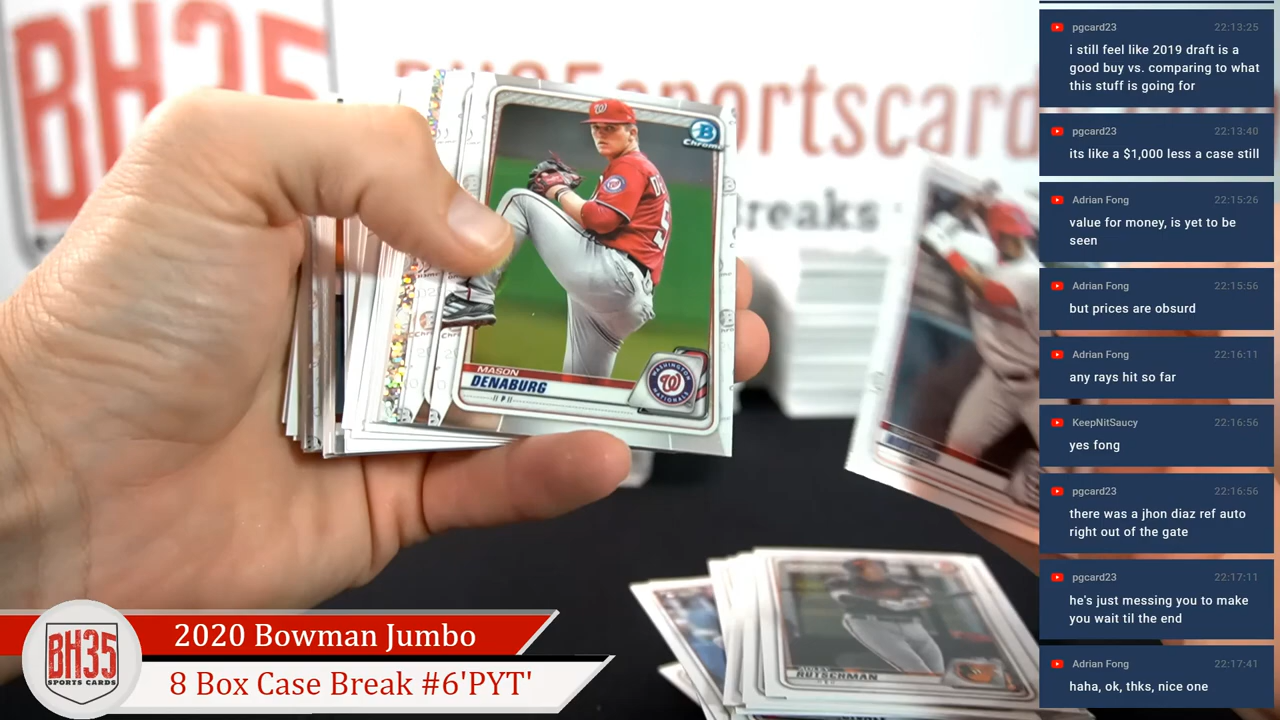 BH35
BH35sportscard
Breaks
B
Chrome
W
MASON
DENABURG
P
WASHINGTON
NATIONALS
W
RUTSCHMAN
BH35
SPORTS CARDS
2020 Bowman Jumbo
8 Box Case Break #6'PYT'
pgcard23 22:13:25
i still feel like 2019 draft is a
good buy vs. comparing to what
this stuff is going for
pgcard23 22:13:40
its like a $1,000 less a case still
Adrian Fong 22:15:26
value for money, is yet to be
seen
Adrian Fong 22:15:56
but prices are obsurd
Adrian Fong 22:16:11
any rays hit so far
KeepNitSaucy 22:16:56
yes fong
pgcard23 22:16:56
there was a jhon diaz ref auto
right out of the gate
pgcard23 22:17:11
he's just messing you to make
you wait til the end
Adrian Fong 22:17:41
haha, ok, thks, nice one